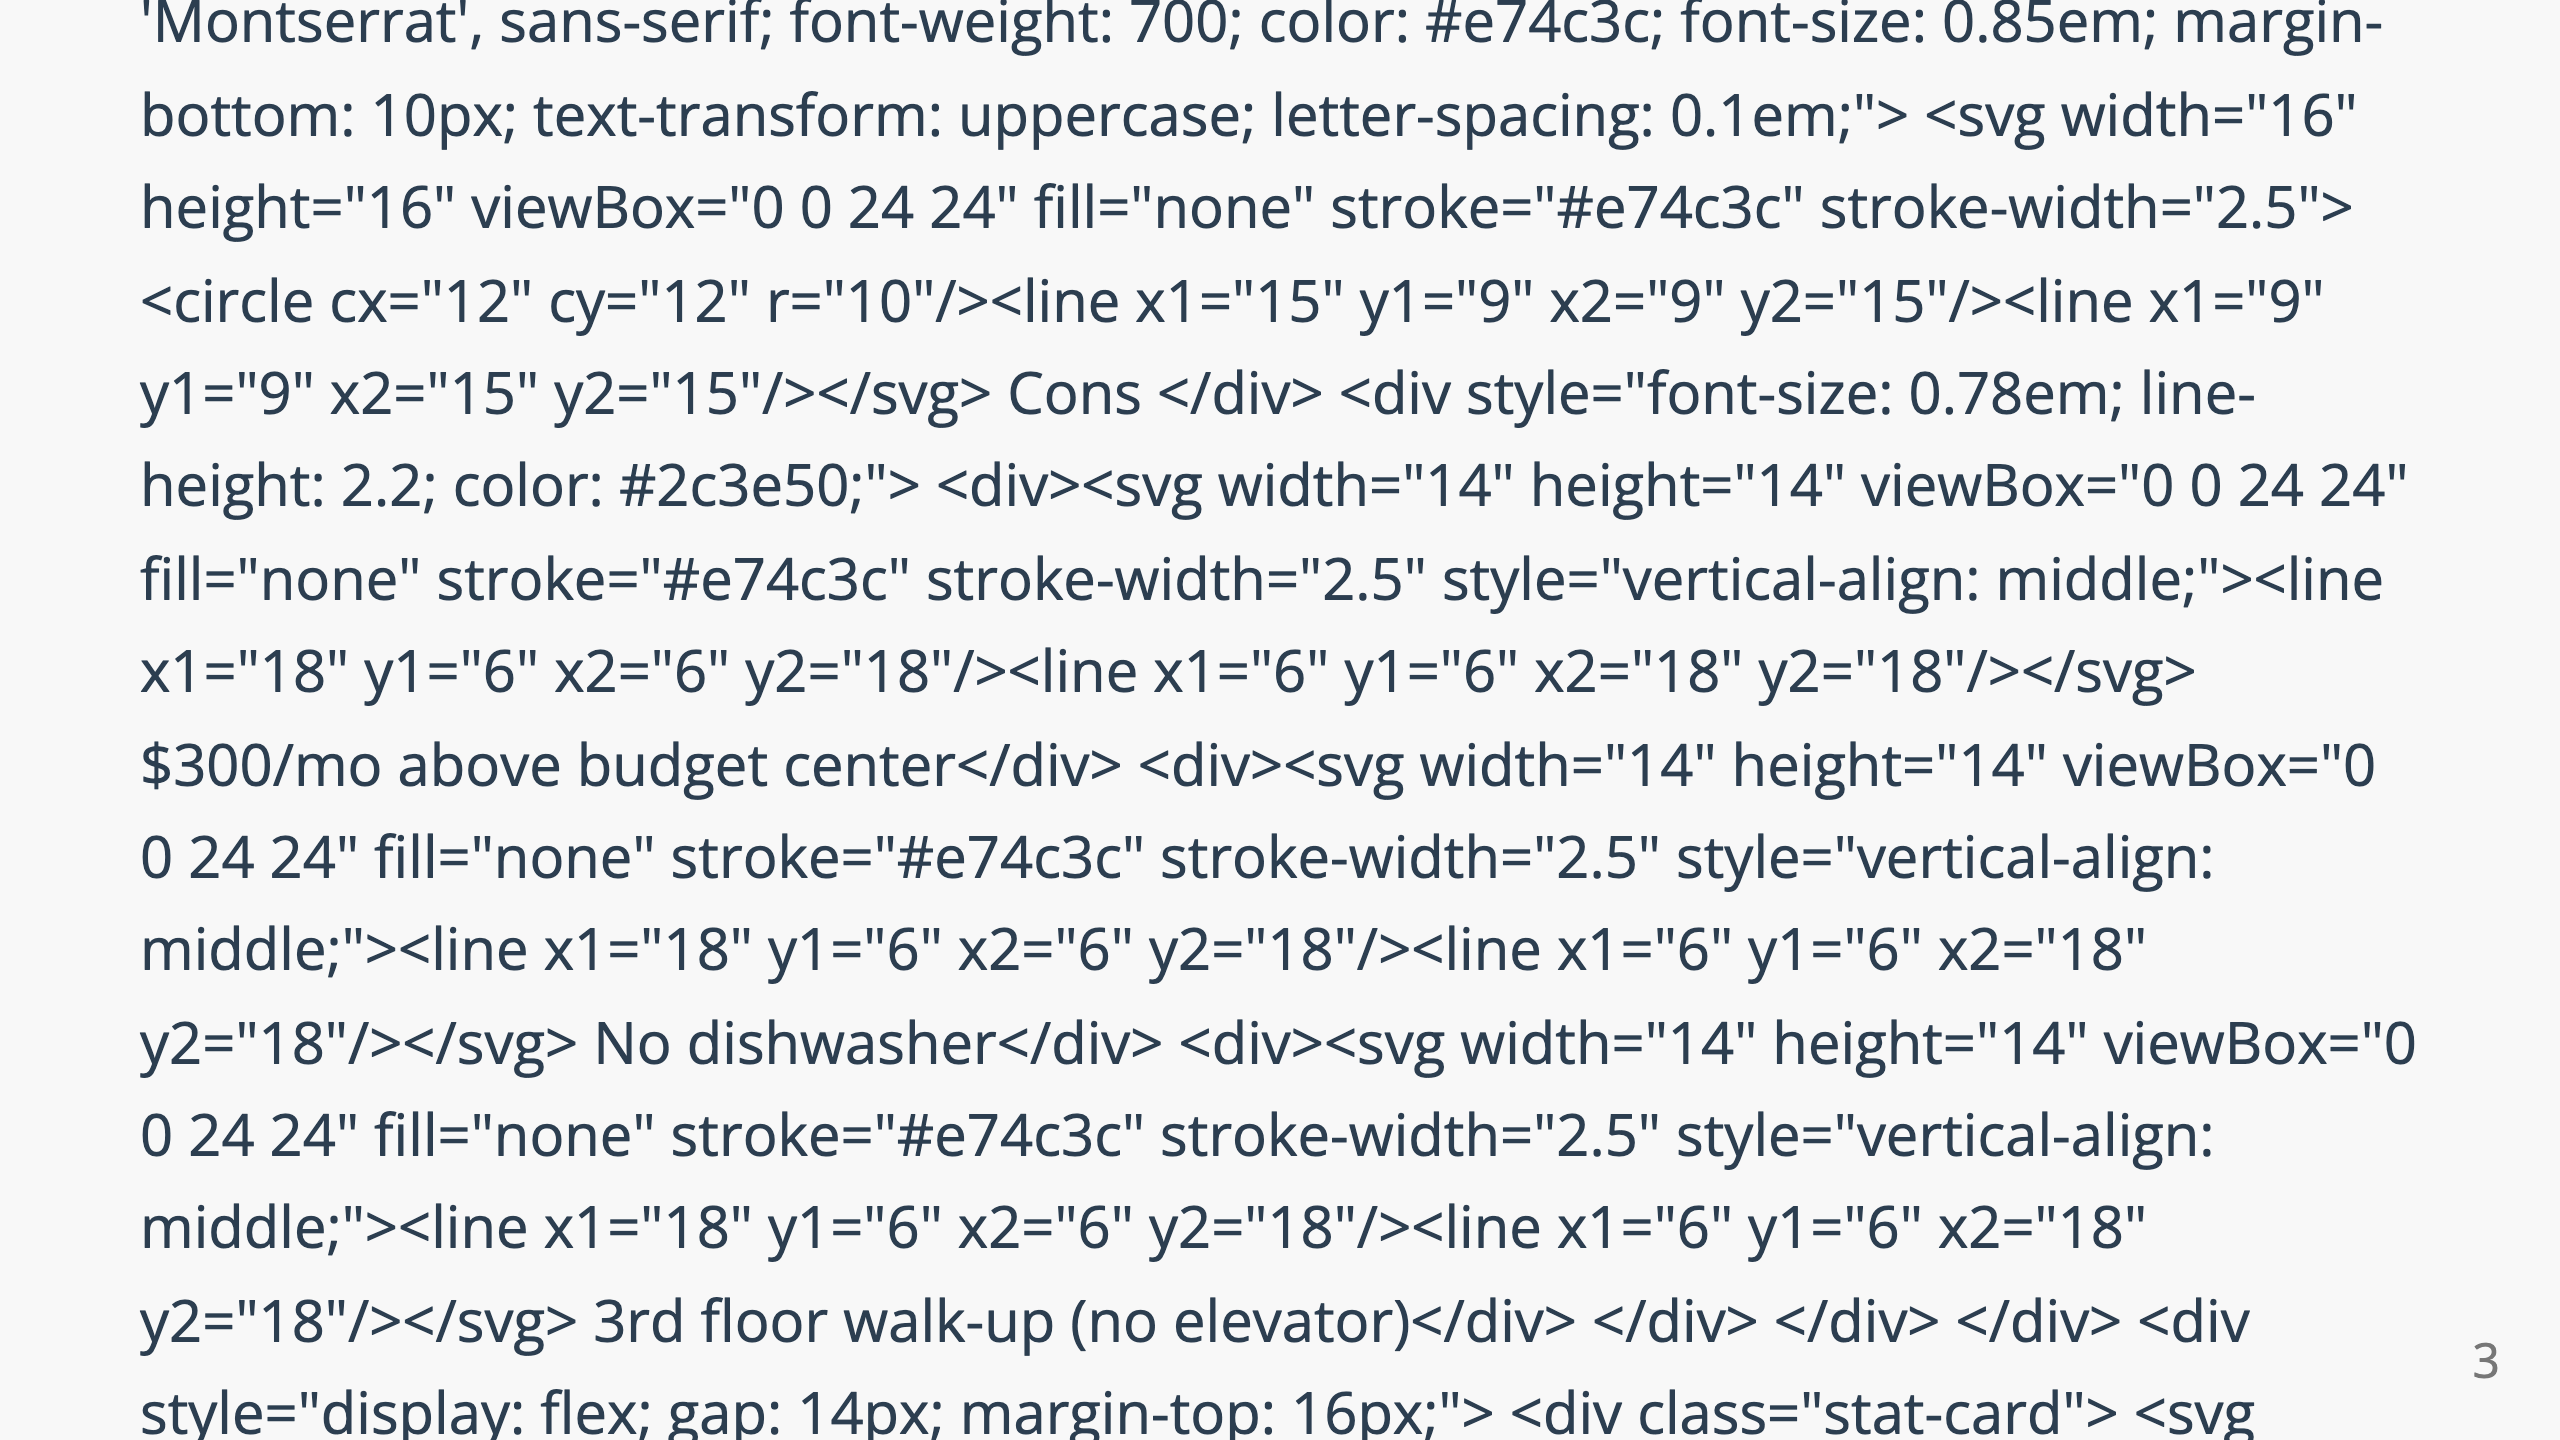 'Montserrat', sans-serif; font-weight: 700; color: #e74c3c; font-size: 0.85em; margin-
bottom: 10px; text-transform: uppercase; letter-spacing: 0.1em;"> <svg width="16"
height="16" viewBox="0 0 24 24" fill="none" stroke="#e74c3c" stroke-width="2.5">
<circle cx="12" cy="12" r="10"/><line x1="15" y1="9" x2="9" y2="15"/><line x1="9"
y1="9" x2="15" y2="15"/></svg> Cons </div> <div style="font-size: 0.78em; line-
height: 2.2; color: #2c3e50;"> <div><svg width="14" height="14" viewBox="0 0 24 24"
fill="none" stroke="#e74c3c" stroke-width="2.5" style="vertical-align: middle;"><line
x1="18" y1="6" x2="6" y2="18"/><line x1="6" y1="6" x2="18" y2="18"/></svg>
$300/mo above budget center</div> <div><svg width="14" height="14" viewBox="0
0 24 24" fill="none" stroke="#e74c3c" stroke-width="2.5" style="vertical-align:
middle;"><line x1="18" y1="6" x2="6" y2="18"/><line x1="6" y1="6" x2="18"
y2="18"/></svg> No dishwasher</div> <div><svg width="14" height="14" viewBox="0
0 24 24" fill="none" stroke="#e74c3c" stroke-width="2.5" style="vertical-align:
middle;"><line x1="18" y1="6" x2="6" y2="18"/><line x1="6" y1="6" x2="18"
y2="18"/></svg> 3rd floor walk-up (no elevator)</div> </div> </div> </div> <div
style="display: flex; gap: 14px; margin-top: 16px;"> <div class="stat-card"> <svg
3